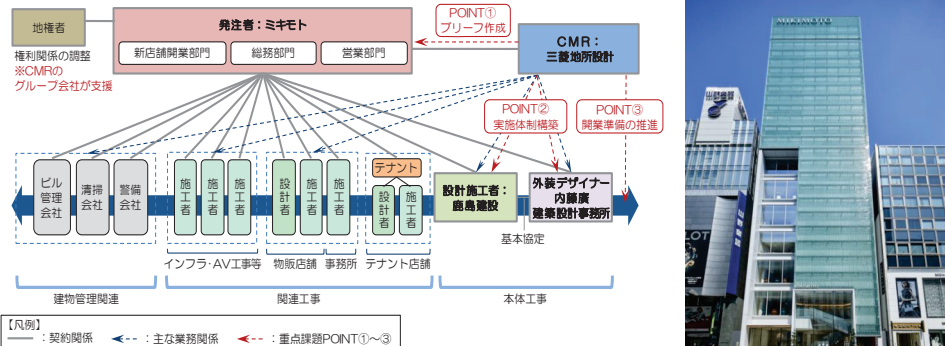 地権者
権利関係の調整
※CMRの
グループ会社が支援
発注者：ミキモト
新店舗開業部門
総務部門
営業部門
POINT①
ブリーフ作成
CMR：
三菱地所設計
POINT②
実施体制構築
POINT③
開業準備の推進
ビル管理会社
清掃会社
警備会社
施工者
施工者
施工者
設計者
施工者
施工者
テナント
設計者
施工者
設計施工者：
鹿島建設
外装デザイナー
内藤廣
建築設計事務所
基本協定
インフラ・AV工事等
物販店舗
事務所
テナント店舗
建物管理関連
関連工事
本体工事
【凡例】
：契約関係
：主な業務関係
：重点課題POINT①～③
MIKIMOTO